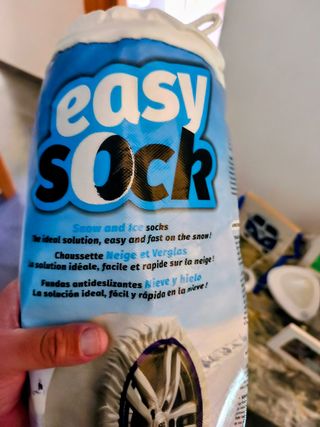 easy
sock
Snow and Ice socks
The ideal solution, easy and fast on the snow!
Chaussette Neige et Verglas
La solution idéale, facile et rapide sur la neige!
Fundas antideslizantes Nieve y hielo
La solución ideal, fácil y rápida en la nieve!